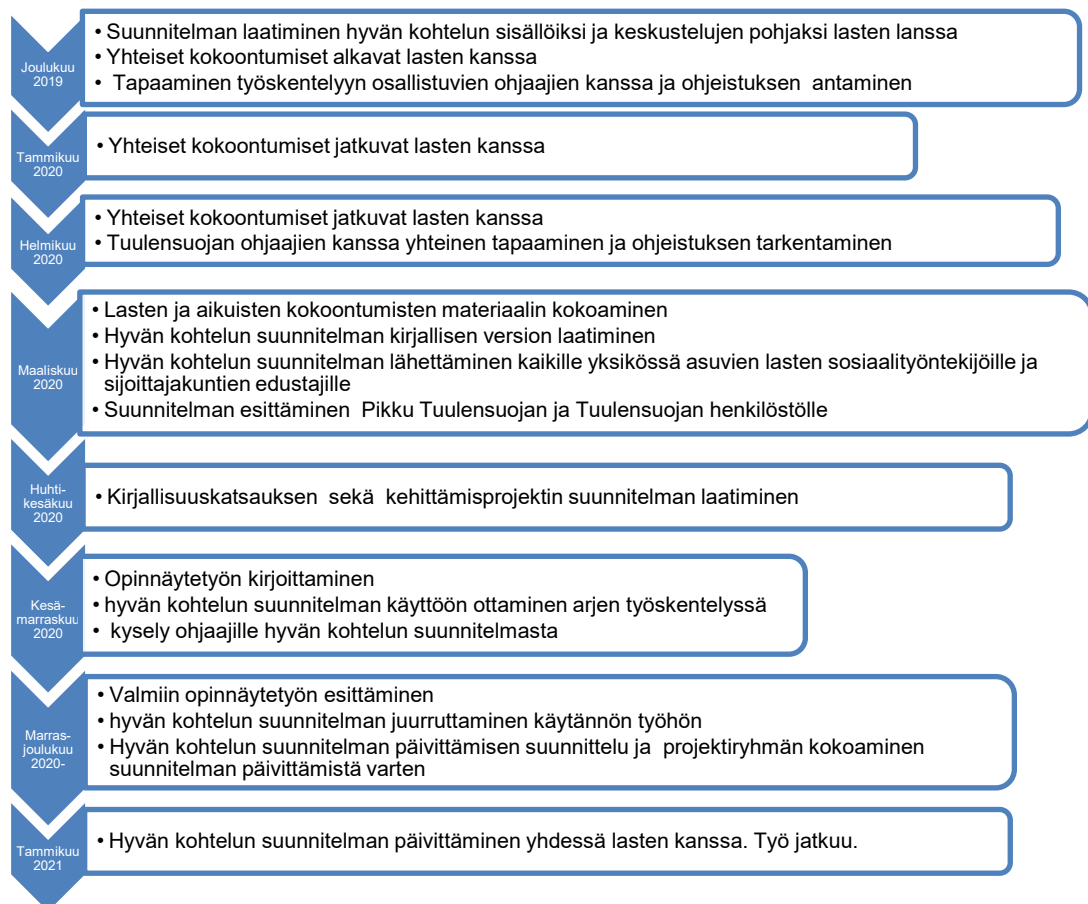 Joulukuu
2019
• Suunnitelman laatiminen hyvän kohtelun sisällöiksi ja keskustelujen pohjaksi lasten lanssa
• Yhteiset kokoontumiset alkavat lasten kanssa
• Tapaaminen työskentelyyn osallistuvien ohjaajien kanssa ja ohjeistuksen antaminen
Tammikuu
2020
• Yhteiset kokoontumiset jatkuvat lasten kanssa
Helmikuu
2020
• Yhteiset kokoontumiset jatkuvat lasten kanssa
• Tuulensuojan ohjaajien kanssa yhteinen tapaaminen ja ohjeistuksen tarkentaminen
Maaliskuu
2020
• Lasten ja aikuisten kokoontumisten materiaalin kokoaminen
• Hyvän kohtelun suunnitelman kirjallisen version laatiminen
• Hyvän kohtelun suunnitelman lähettäminen kaikille yksikössä asuvien lasten sosiaalityöntekijöille ja
sijoittajakuntien edustajille
• Suunnitelman esittäminen Pikku Tuulensuojan ja Tuulensuojan henkilöstölle
Huhti-
kesäkuu
2020
• Kirjallisuuskatsauksen sekä kehittämisprojektin suunnitelman laatiminen
Kesä-
marraskuu
2020
• Opinnäytetyön kirjoittaminen
• hyvän kohtelun suunnitelman käyttöön ottaminen arjen työskentelyssä
• kysely ohjaajille hyvän kohtelun suunnitelmasta
Marras-
joulukuu
2020-
• Valmiin opinnäytetyön esittäminen
• hyvän kohtelun suunnitelman juurruttaminen käytännön työhön
• Hyvän kohtelun suunnitelman päivittämisen suunnittelu ja projektiryhmän kokoaminen
suunnitelman päivittämistä varten
Tammikuu
2021
• Hyvän kohtelun suunnitelman päivittäminen yhdessä lasten kanssa. Työ jatkuu.